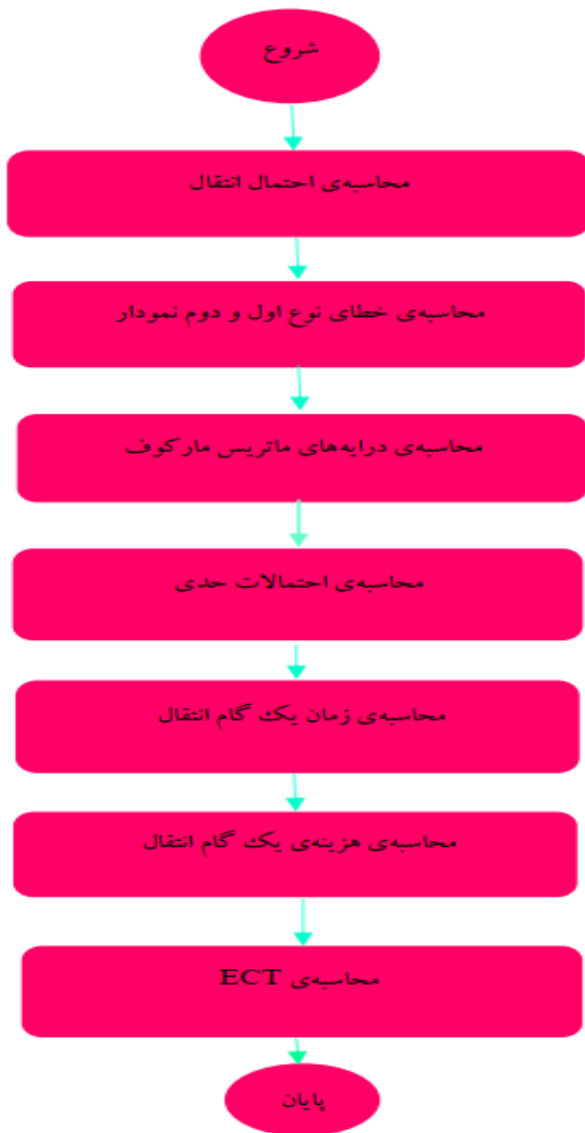 شروع
محاسبه‌ی احتمال انتقال
محاسبه‌ی خطای نوع اول و دوم نمودار
محاسبه‌ی درایه‌های ماتریس مارکوف
محاسبه‌ی احتمالات حدی
محاسبه‌ی زمان یک گام انتقال
محاسبه‌ی هزینه‌ی یک گام انتقال
محاسبه‌ی ECT
پایان